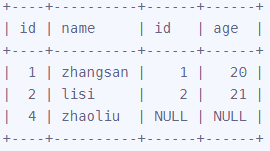 +----+----------+------+------+
| id | name     | id   | age  |
+----+----------+------+------+
|  1 | zhangsan |    1 |   20 |
|  2 | lisi     |    2 |   21 |
|  4 | zhaoliu  | NULL | NULL |
+----+----------+------+------+